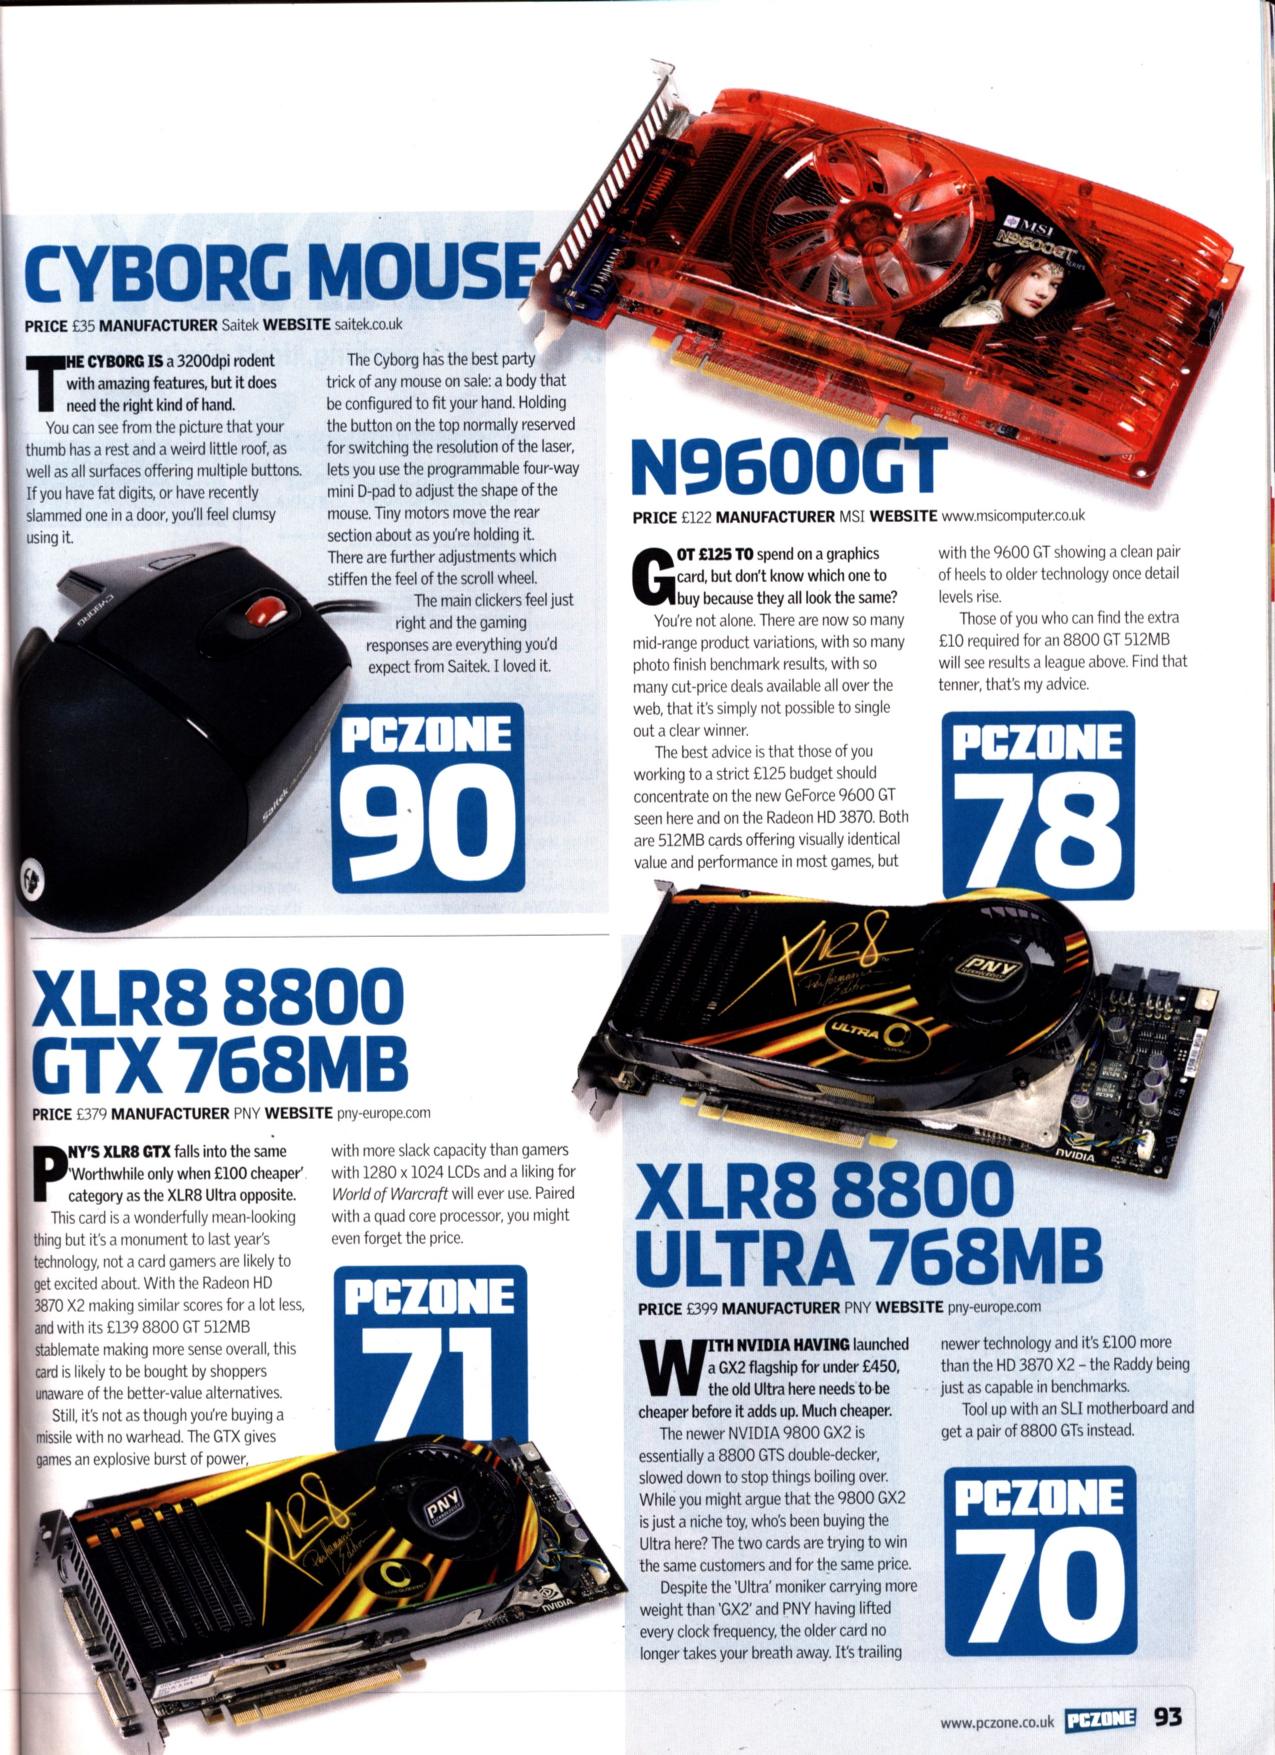 CYBORG MOUSE
PRICE £35 MANUFACTURER Saitek WEBSITE saitek.co.uk
THE CYBORG IS a 3200dpi rodent
with amazing features, but it does
need the right kind of hand.
You can see from the picture that your
thumb has a rest and a weird little roof, as
well as all surfaces offering multiple buttons.
If you have fat digits, or have recently
slammed one in a door, you'll feel clumsy
using it.
The Cyborg has the best party
trick of any mouse on sale: a body that
be configured to fit your hand. Holding
the button on the top normally reserved
for switching the resolution of the laser,
lets you use the programmable four-way
mini D-pad to adjust the shape of the
mouse. Tiny motors move the rear
section about as you're holding it.
There are further adjustments which
stiffen the feel of the scroll wheel.
The main clickers feel just
right and the gaming
responses are everything you'd
expect from Saitek. I loved it.
CYBORG
Saitek
PCZONE
90
MSI
N9600GT
SERIES
N9600GT
PRICE £122 MANUFACTURER MSI WEBSITE www.msicomputer.co.uk
GOT £125 TO spend on a graphics
card, but don't know which one to
buy because they all look the same?
You're not alone. There are now so many
mid-range product variations, with so many
photo finish benchmark results, with so
many cut-price deals available all over the
web, that it's simply not possible to single
out a clear winner.
The best advice is that those of you
working to a strict £125 budget should
concentrate on the new GeForce 9600 GT
seen here and on the Radeon HD 3870. Both
are 512MB cards offering visually identical
value and performance in most games, but
with the 9600 GT showing a clean pair
of heels to older technology once detail
levels rise.
Those of you who can find the extra
£10 required for an 8800 GT 512MB
will see results a league above. Find that
tenner, that's my advice.
PCZONE
78
XLR8 8800
GTX 768MB
PRICE £379 MANUFACTURER PNY WEBSITE pny-europe.com
PNY'S XLR8 GTX falls into the same
'Worthwhile only when £100 cheaper'
category as the XLR8 Ultra opposite.
This card is a wonderfully mean-looking
thing but it's a monument to last year's
technology, not a card gamers are likely to
get excited about. With the Radeon HD
3870 X2 making similar scores for a lot less,
and with its £139 8800 GT 512MB
stablemate making more sense overall, this
card is likely to be bought by shoppers
unaware of the better-value alternatives.
Still, it's not as though you're buying a
missile with no warhead. The GTX gives
games an explosive burst of power,
with more slack capacity than gamers
with 1280 x 1024 LCDs and a liking for
World of Warcraft will ever use. Paired
with a quad core processor, you might
even forget the price.
PCZONE
71
XLR8
Performance
Edition
PNY
TECHNOLOGIES
C
NVIDIA
XLR8
Performance
Edition
PNY
TECHNOLOGIES
ULTRA C
NVIDIA
XLR8 8800
ULTRA 768MB
PRICE £399 MANUFACTURER PNY WEBSITE pny-europe.com
WITH NVIDIA HAVING launched
a GX2 flagship for under £450,
the old Ultra here needs to be
cheaper before it adds up. Much cheaper.
The newer NVIDIA 9800 GX2 is
essentially a 8800 GTS double-decker,
slowed down to stop things boiling over.
While you might argue that the 9800 GX2
is just a niche toy, who's been buying the
Ultra here? The two cards are trying to win
the same customers and for the same price.
Despite the 'Ultra' moniker carrying more
weight than 'GX2' and PNY having lifted
every clock frequency, the older card no
longer takes your breath away. It's trailing
newer technology and it's £100 more
than the HD 3870 X2 – the Raddy being
just as capable in benchmarks.
Tool up with an SLI motherboard and
get a pair of 8800 GTs instead.
PCZONE
70
www.pczone.co.uk PCZONE 93